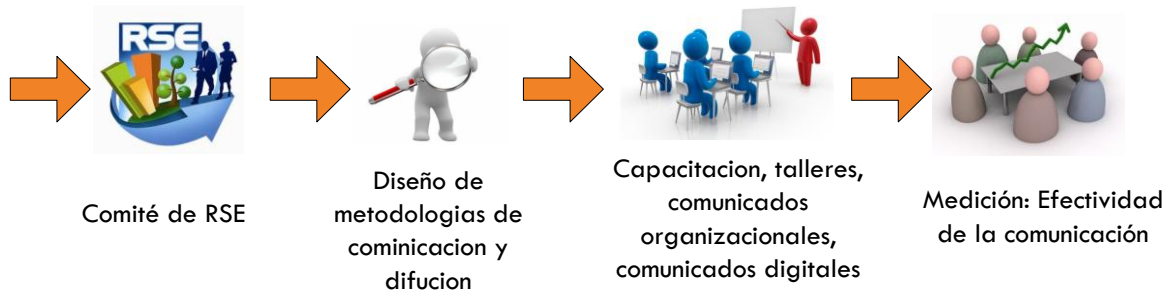 RSE
Comité de RSE
Diseño de
metodologias de
cominicacion y
difucion
Capacitacion, talleres,
comunicados
organizacionales,
comunicados digitales
Medición: Efectividad
de la comunicación